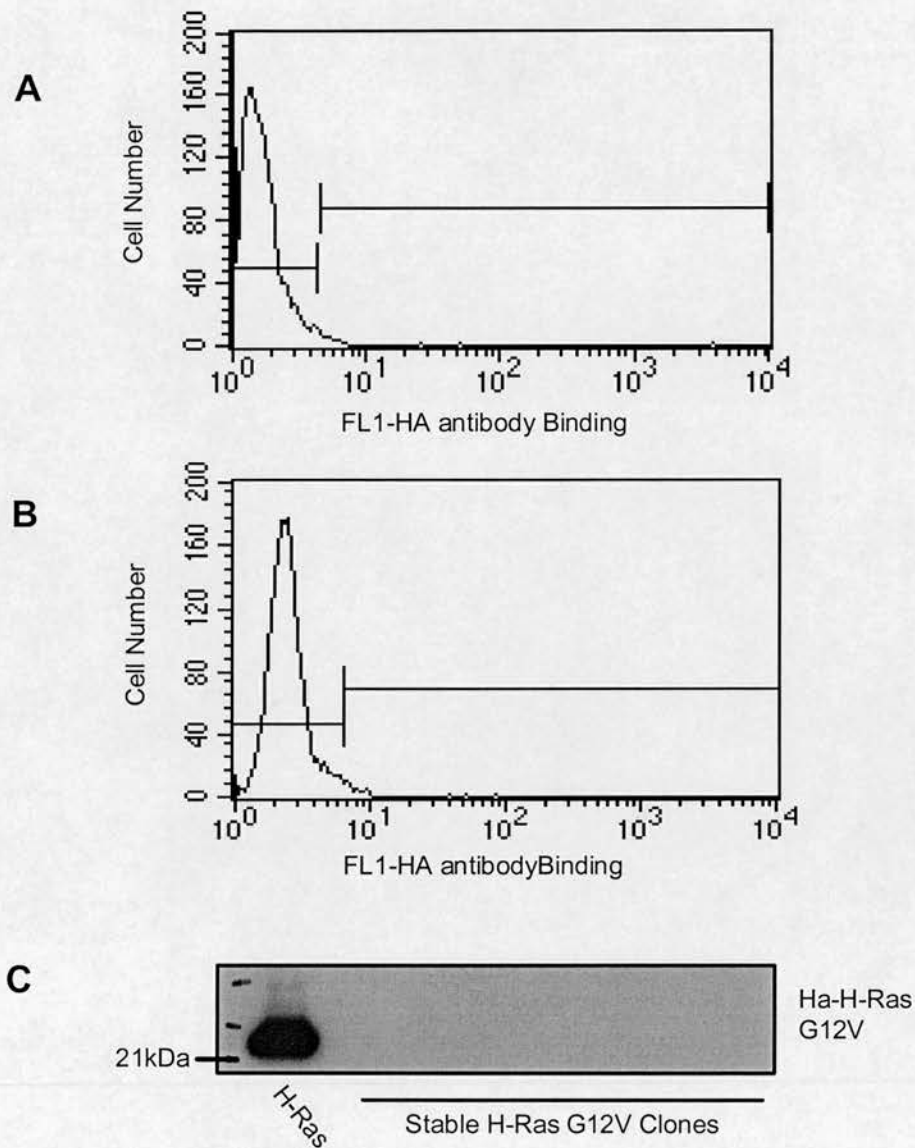 A
Cell Number
200
160
120
80
40
0
10^0 10^1 10^2 10^3 10^4
FL1-HA antibody Binding
B
Cell Number
200
160
120
80
40
0
10^0 10^1 10^2 10^3 10^4
FL1-HA antibodyBinding
C
Ha-H-Ras
G12V
21kDa
H-Ras
Stable H-Ras G12V Clones